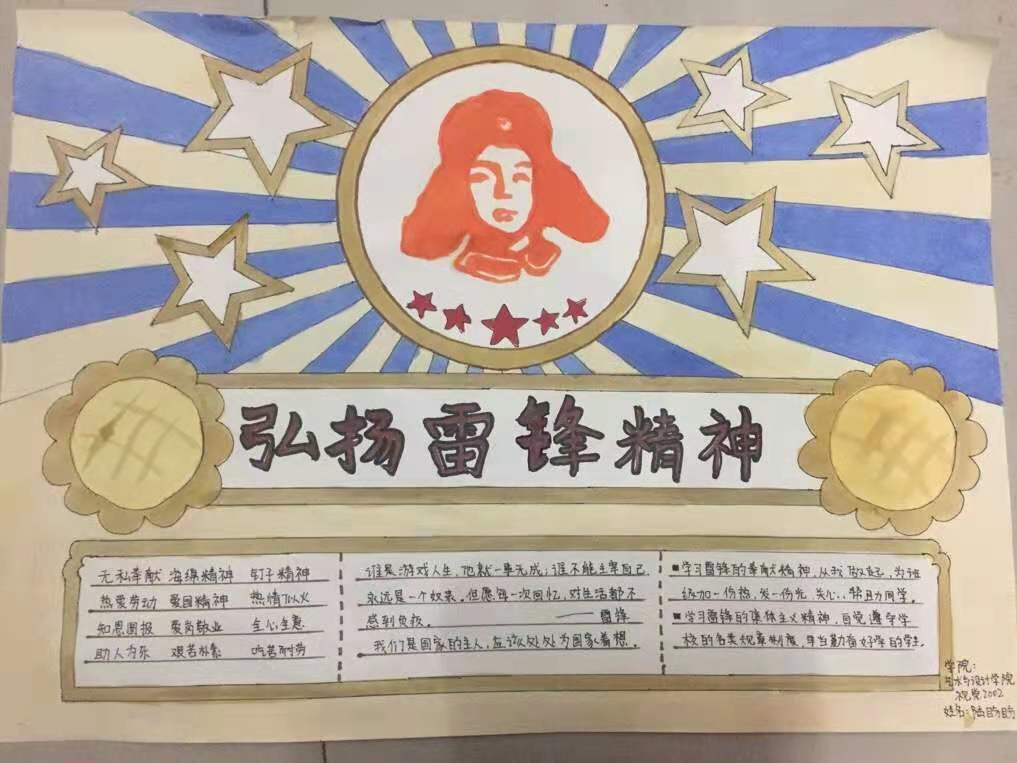 弘扬雷锋精神
无私奉献 海绵精神 钉子精神
热爱劳动 爱国精神 热情似火
知恩图报 爱岗敬业 全心全意
助人为乐 艰苦朴素 吃苦耐劳
谁是游戏人生，他就一事无成，谁不能主宰自己
永远是一个奴隶。但愿每一次回忆，对生活都不
感到负疚。 ——雷锋
我们是国家的主人，应该处处为国家着想。
■学习雷锋的奉献精神，从我做起，为班
级加一份热，发一份光，关心、帮助同学。
■学习雷锋的集体主义精神，自觉遵守学
校的各类规章制度，争当勤奋好学的学生。
学院：
艺术与设计学院
视觉2002
姓名：